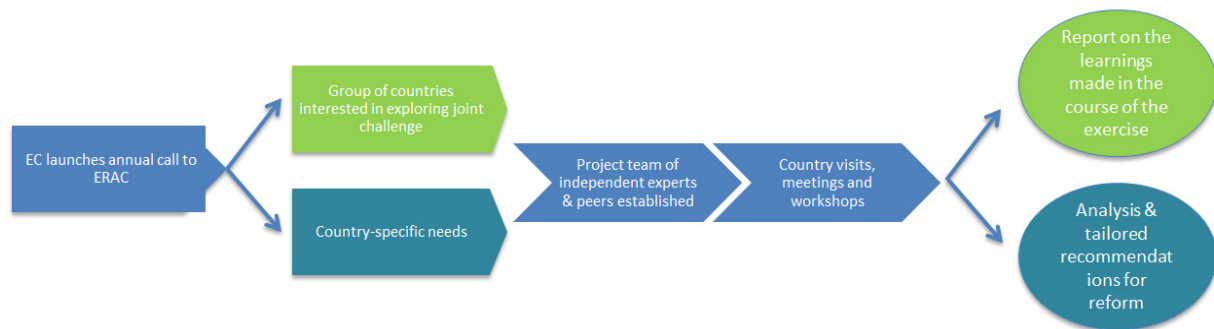 EC launches annual call to
ERAC
Group of countries
interested in exploring joint
challenge
Country-specific needs
Project team of
independent experts
& peers established
Country visits,
meetings and
workshops
Report on the
learnings
made in the
course of the
exercise
Analysis &
tailored
recommendat
ions for
reform